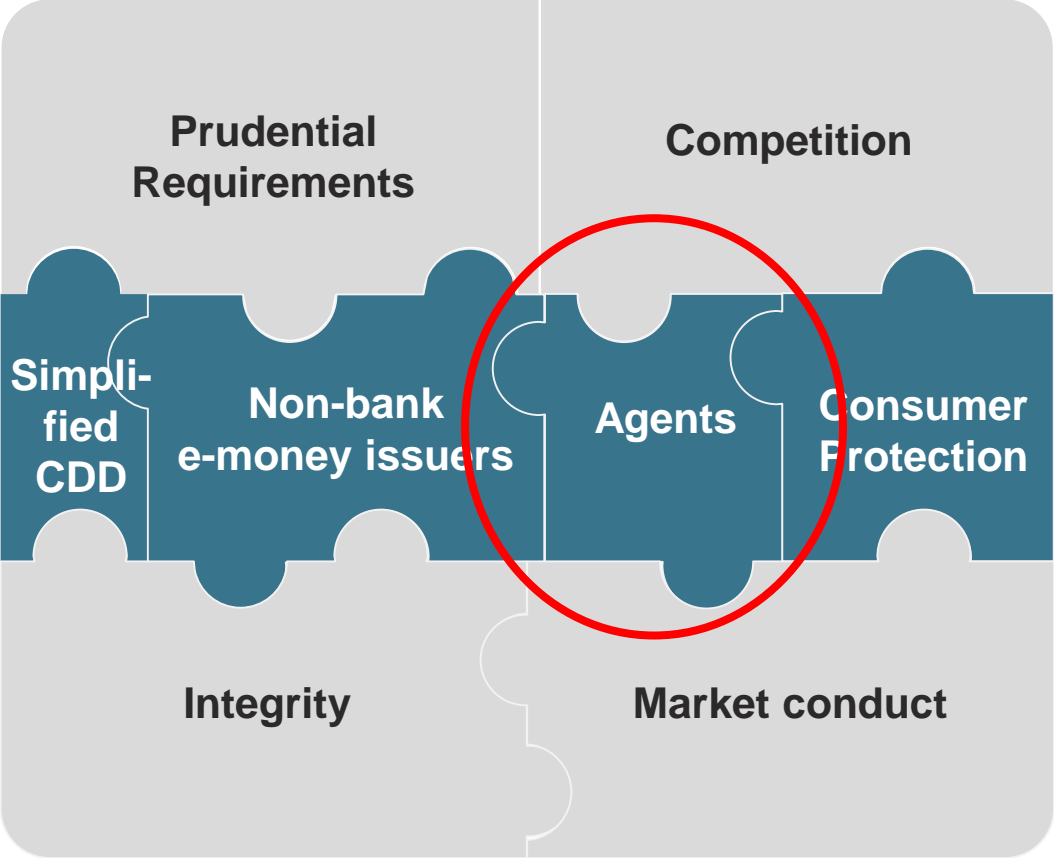 Prudential
Requirements
Competition
Simpli-
fied
CDD
Non-bank
e-money issuers
Agents
Consumer
Protection
Integrity
Market conduct